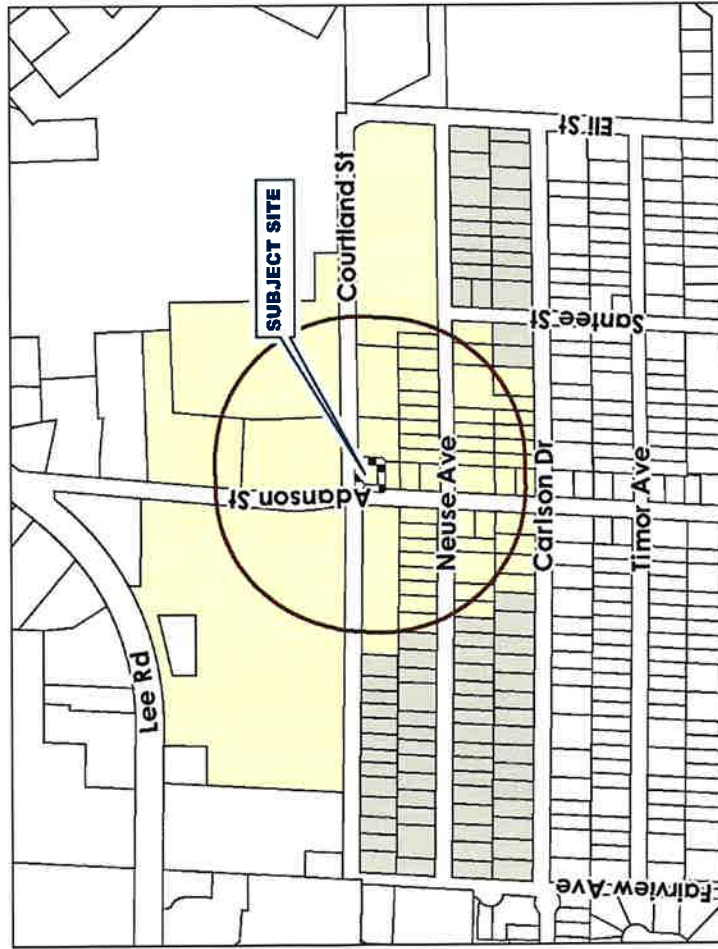 Lee Rd
Adanson St
SUBJECT SITE
Courtland St
Eli St
Neuse Ave
Santee St
Carlson Dr
Timor Ave
Fairview Ave